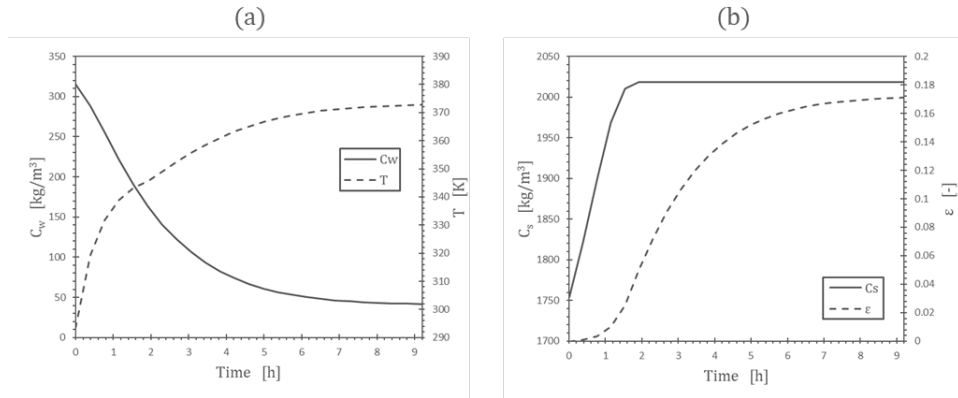 (a)
350
300
250
200
150
100
50
0
C_w [kg/m³]
390
380
370
360
350
340
330
320
310
300
290
T [K]
Cw
T
0 1 2 3 4 5 6 7 8 9
Time [h]
(b)
2050
2000
1950
1900
1850
1800
1750
1700
C_s [kg/m³]
0.2
0.18
0.16
0.14
0.12
0.1
0.08
0.06
0.04
0.02
0
ε [-]
Cs
ε
0 1 2 3 4 5 6 7 8 9
Time [h]